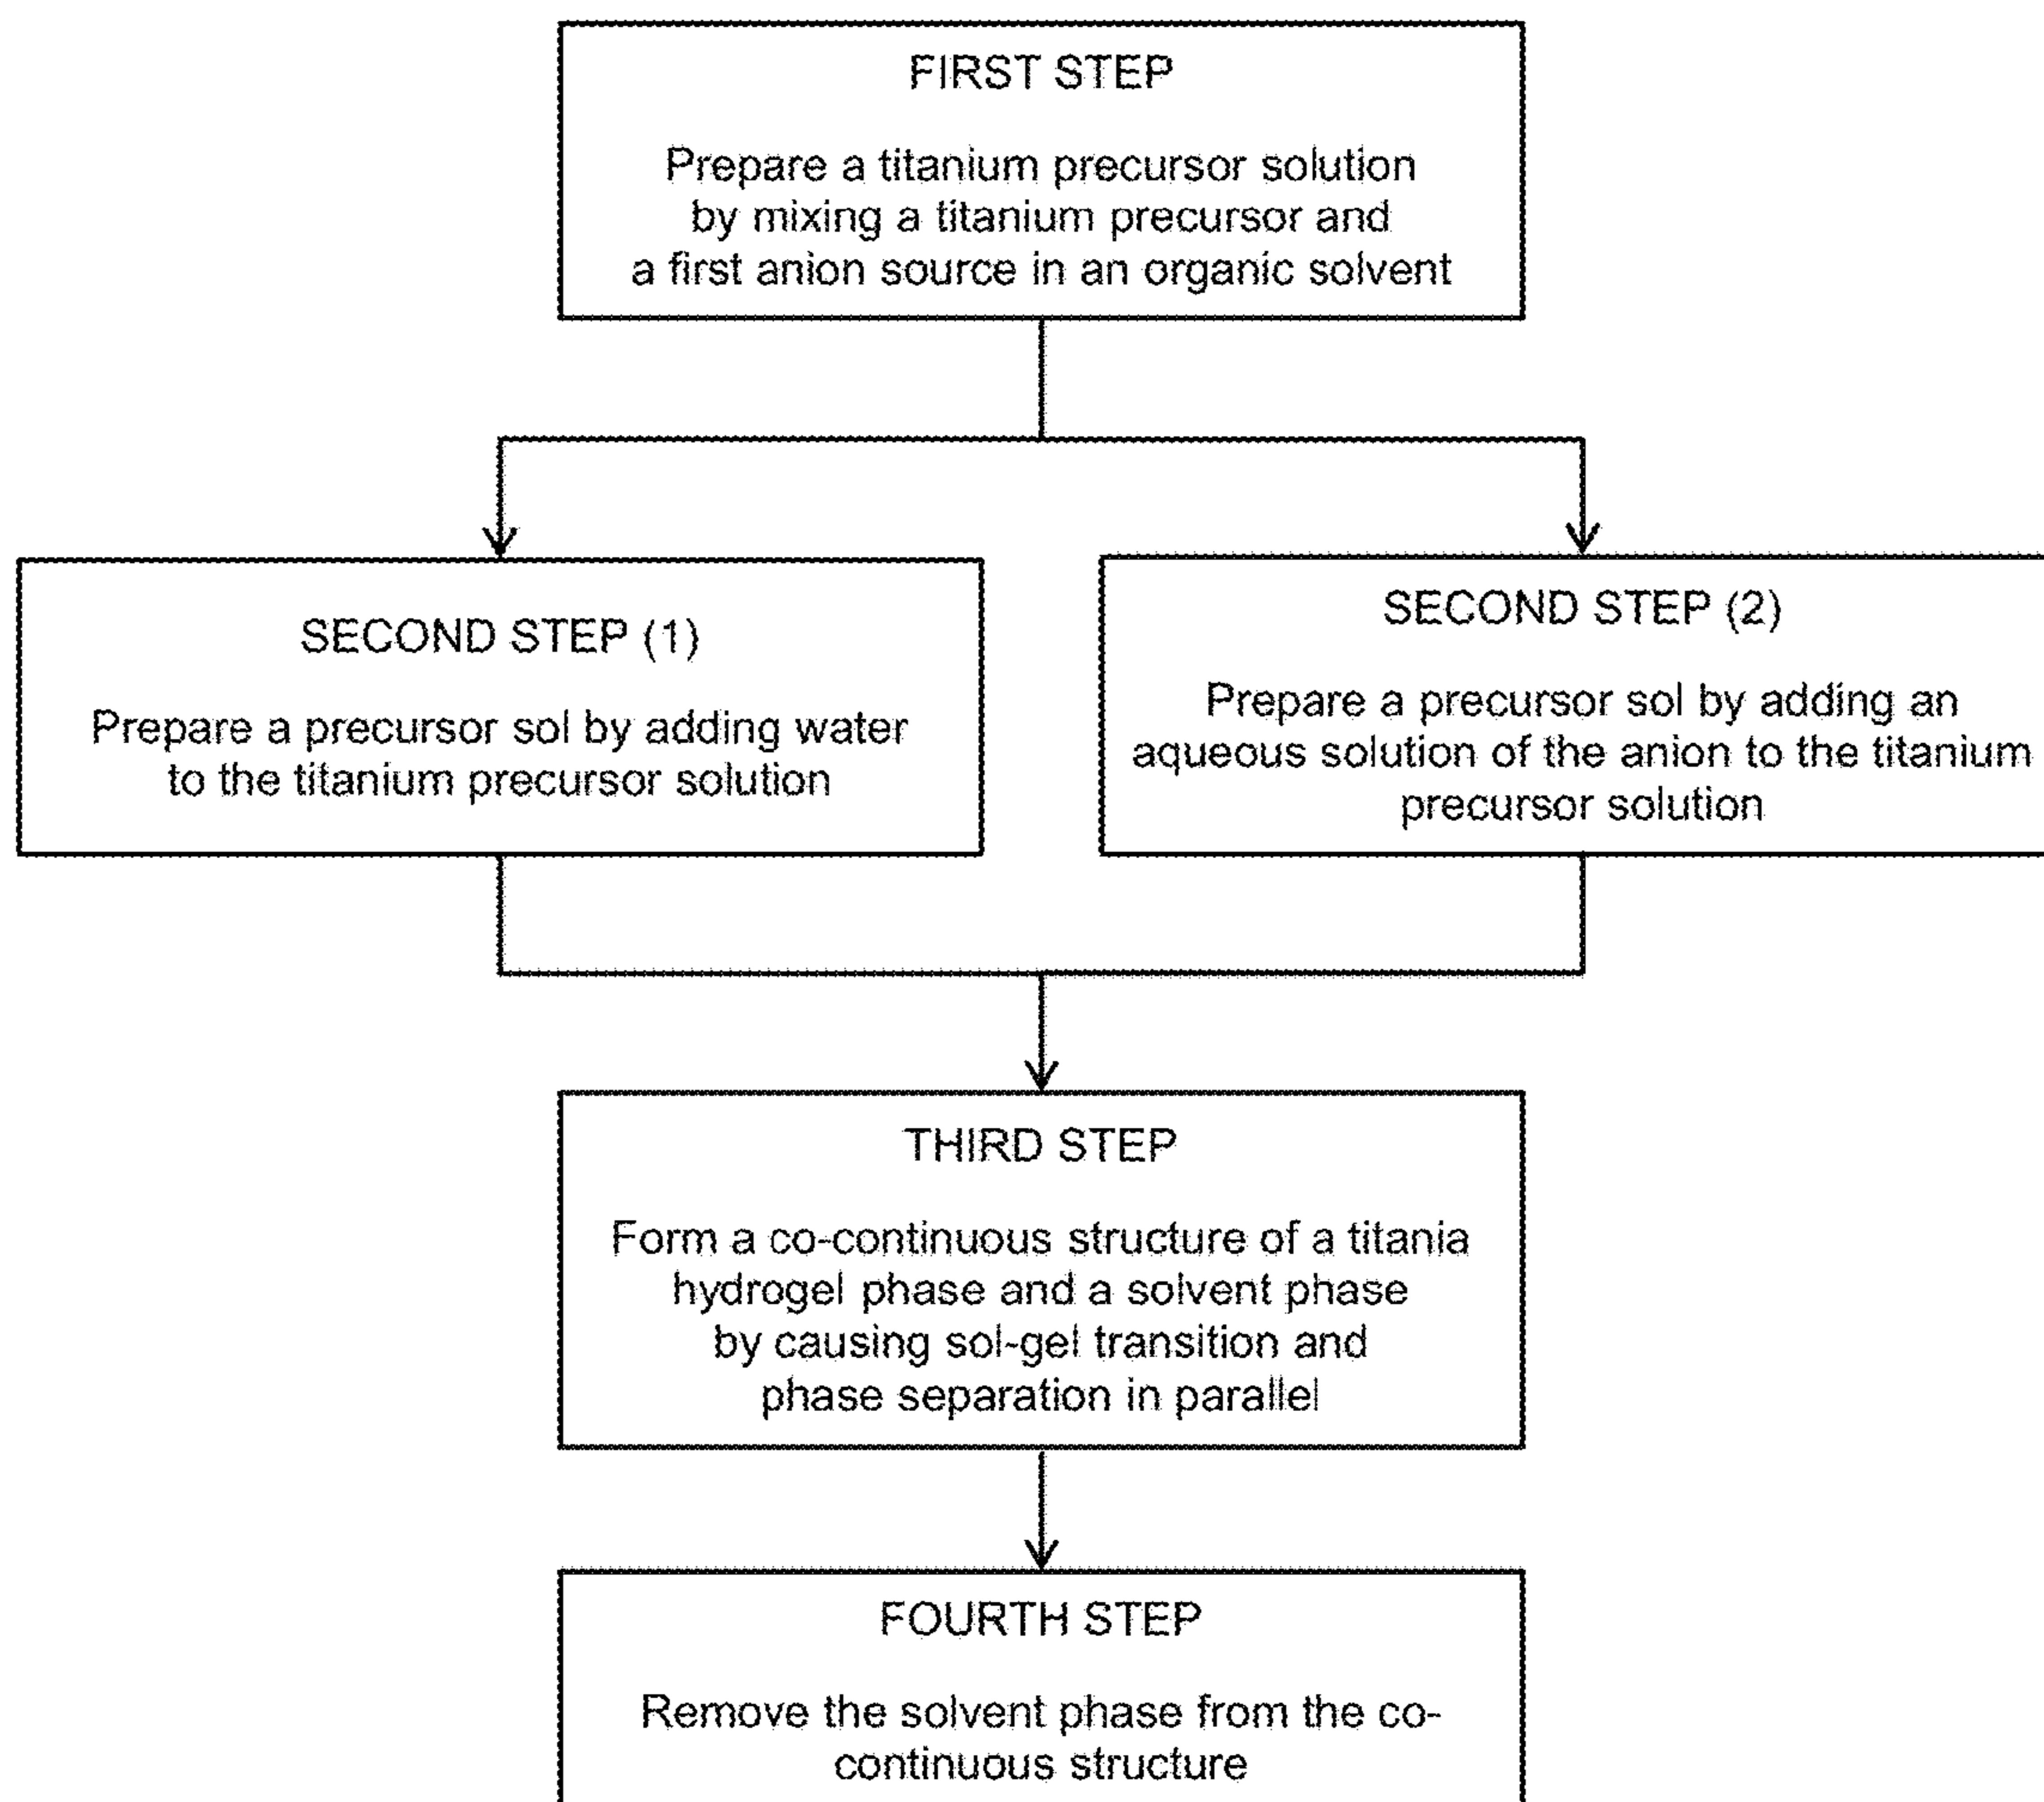 FIRST STEP
Prepare a titanium precursor solution
by mixing a titanium precursor and
a first anion source in an organic solvent
SECOND STEP (1)
Prepare a precursor sol by adding water
to the titanium precursor solution
SECOND STEP (2)
Prepare a precursor sol by adding an
aqueous solution of the anion to the titanium
precursor solution
THIRD STEP
Form a co-continuous structure of a titania
hydrogel phase and a solvent phase
by causing sol-gel transition and
phase separation in parallel
FOURTH STEP
Remove the solvent phase from the co-
continuous structure